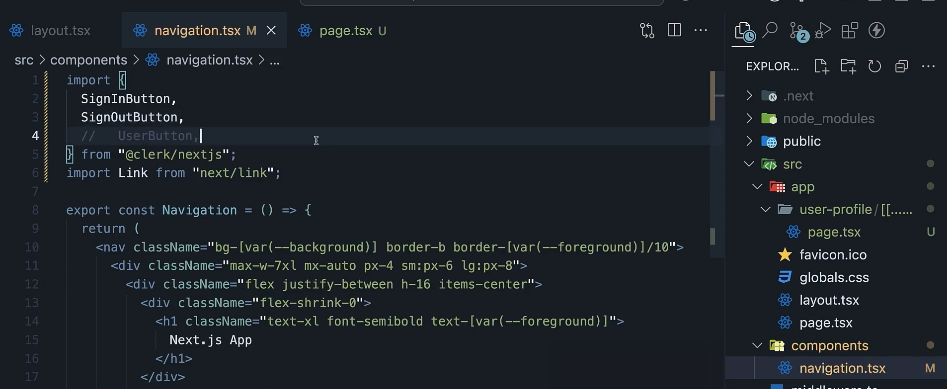 layout.tsx
navigation.tsx M
page.tsx U
src > components > navigation.tsx > ...
1 import {
2 SignInButton,
3 SignOutButton,
4 // UserButton,
5 } from "@clerk/nextjs";
6 import Link from "next/link";
7
8 export const Navigation = () => {
9 return (
10 <nav className="bg-[var(--background)] border-b border-[var(--foreground)]/10">
11 <div className="max-w-7xl mx-auto px-4 sm:px-6 lg:px-8">
12 <div className="flex justify-between h-16 items-center">
13 <div className="flex-shrink-0">
14 <h1 className="text-xl font-semibold text-[var(--foreground)]">
15 Next.js App
16 </h1>
17 </div>
2
EXPLOR...
.next
node_modules
public
src
app
user-profile/[[......
page.tsx U
favicon.ico
globals.css
layout.tsx
page.tsx
components
navigation.tsx M